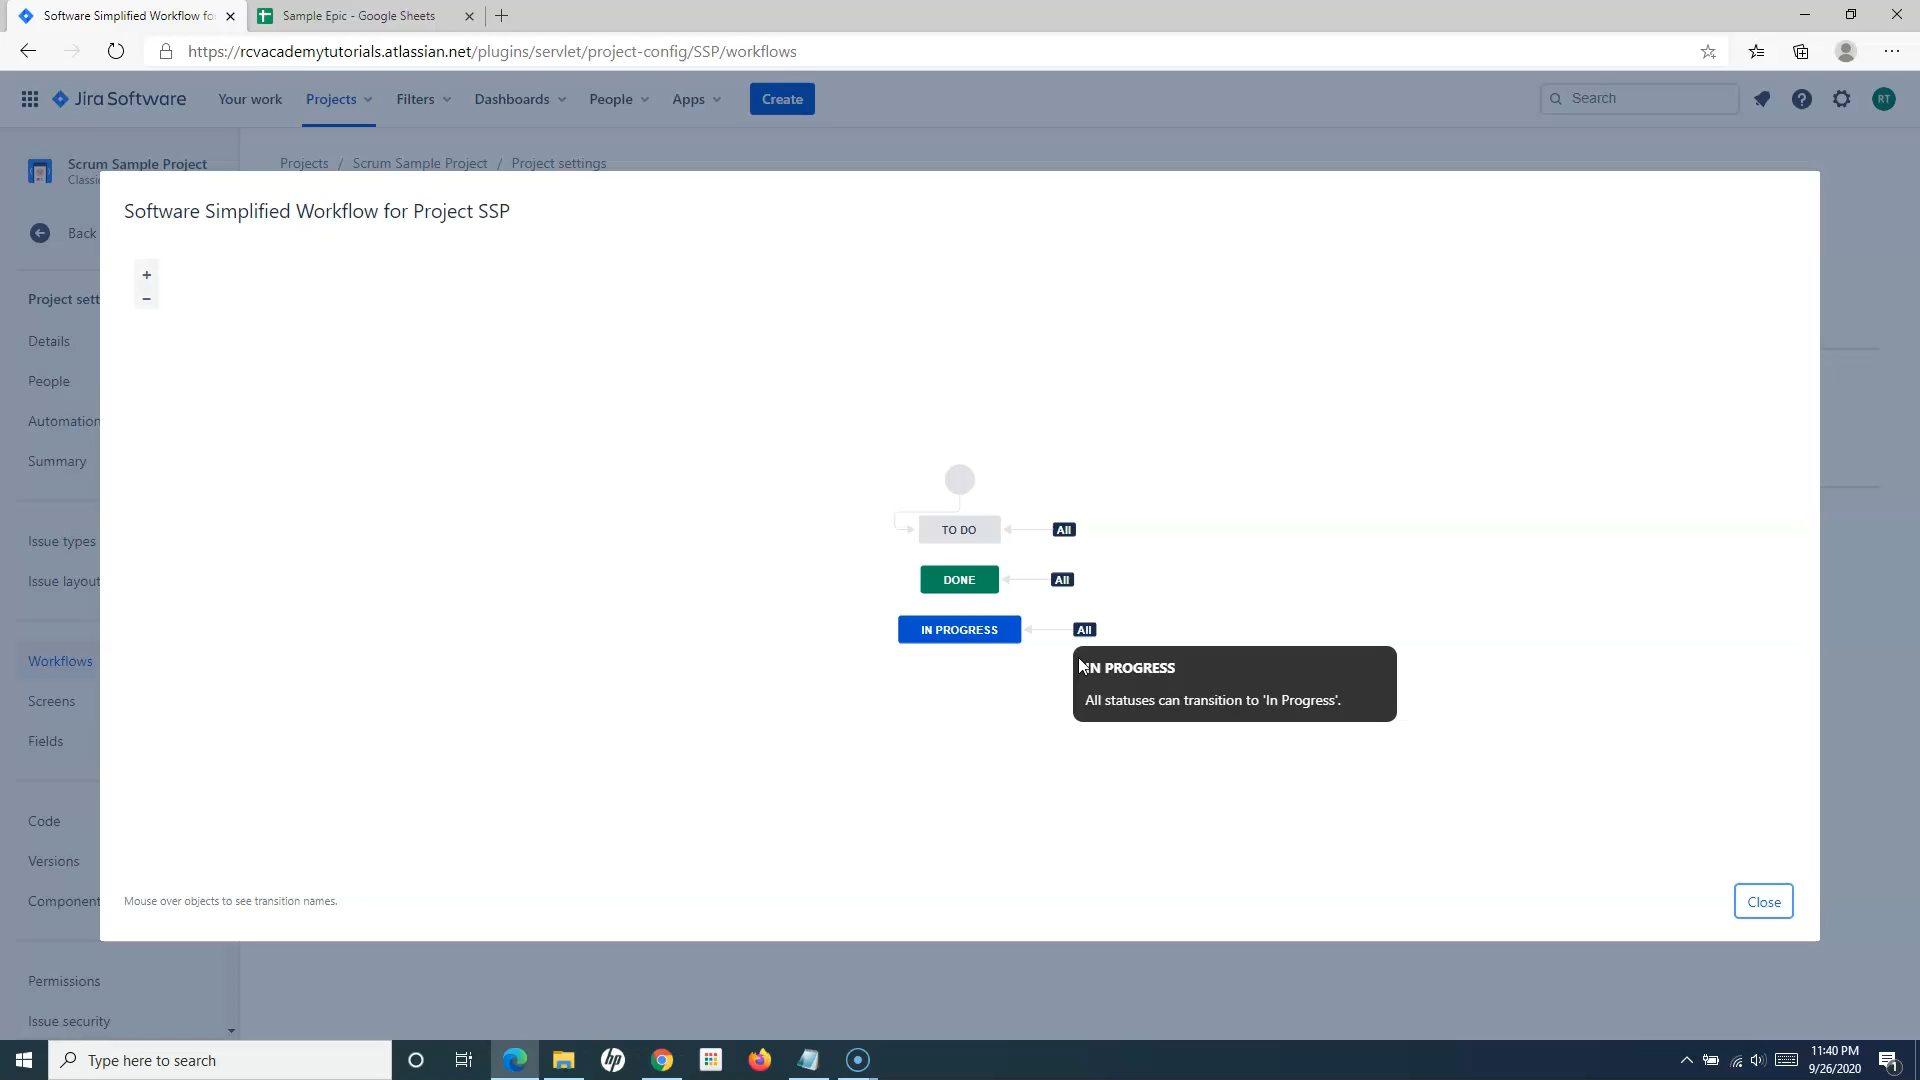 Software Simplified Workflow fo
Sample Epic - Google Sheets
https://rcvacademytutorials.atlassian.net/plugins/servlet/project-config/SSP/workflows
Jira Software
Your work
Projects
Filters
Dashboards
People
Apps
Create
Search
RT
Scrum Sample Project
Classi
Projects / Scrum Sample Project / Project settings
Back
Project sett
Details
People
Automation
Summary
Issue types
Issue layout
Workflows
Screens
Fields
Code
Versions
Component
Permissions
Issue security
Software Simplified Workflow for Project SSP
+
−
TO DO
All
DONE
All
IN PROGRESS
All
IN PROGRESS
All statuses can transition to 'In Progress'.
Mouse over objects to see transition names.
Close
Type here to search
hp
11:40 PM
9/26/2020
1